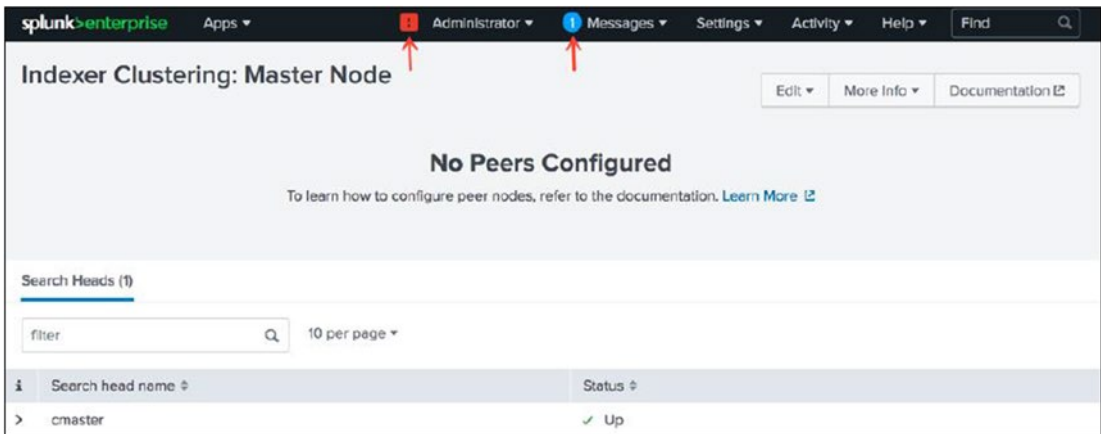 splunk>enterprise Apps ▾ ! Administrator ▾ 1 Messages ▾ Settings ▾ Activity ▾ Help ▾ Find
Indexer Clustering: Master Node
Edit ▾ More Info ▾ Documentation
No Peers Configured
To learn how to configure peer nodes, refer to the documentation. Learn More
Search Heads (1)
filter 10 per page ▾
i Search head name Status
> cmaster ✓ Up